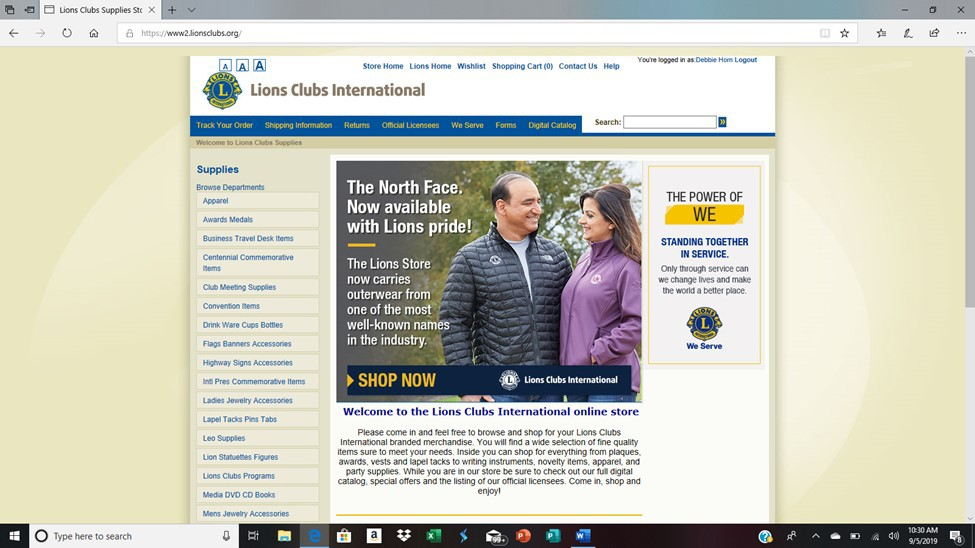 Lions Clubs Supplies Sto
https://www2.lionsclubs.org/
A A A
Store Home Lions Home Wishlist Shopping Cart (0) Contact Us Help
You're logged in as:Debbie Horn Logout
Lions Clubs International
Track Your Order Shipping Information Returns Official Licensees We Serve Forms Digital Catalog
Search:
Welcome to Lions Clubs Supplies
Supplies
Browse Departments
Apparel
Awards Medals
Business Travel Desk Items
Centennial Commemorative
Items
Club Meeting Supplies
Convention Items
Drink Ware Cups Bottles
Flags Banners Accessories
Highway Signs Accessories
Intl Pres Commemorative Items
Ladies Jewelry Accessories
Lapel Tacks Pins Tabs
Leo Supplies
Lion Statuettes Figures
Lions Clubs Programs
Media DVD CD Books
Mens Jewelry Accessories
The North Face.
Now available
with Lions pride!
The Lions Store
now carries
outerwear from
one of the most
well-known names
in the industry.
SHOP NOW
Lions Clubs International
Welcome to the Lions Clubs International online store
Please come in and feel free to browse and shop for your Lions Clubs
International branded merchandise. You will find a wide selection of fine quality
items sure to meet your needs. Inside you can shop for everything from plaques,
awards, vests and lapel tacks to writing instruments, novelty items, apparel, and
party supplies. While you are in our store be sure to check out our full digital
catalog, special offers and the listing of our official licensees. Come in, shop and
enjoy!
THE POWER OF
WE
STANDING TOGETHER
IN SERVICE.
Only through service can
we change lives and make
the world a better place.
LIONS
L
We Serve
Type here to search
99+
10:30 AM
9/5/2019
8